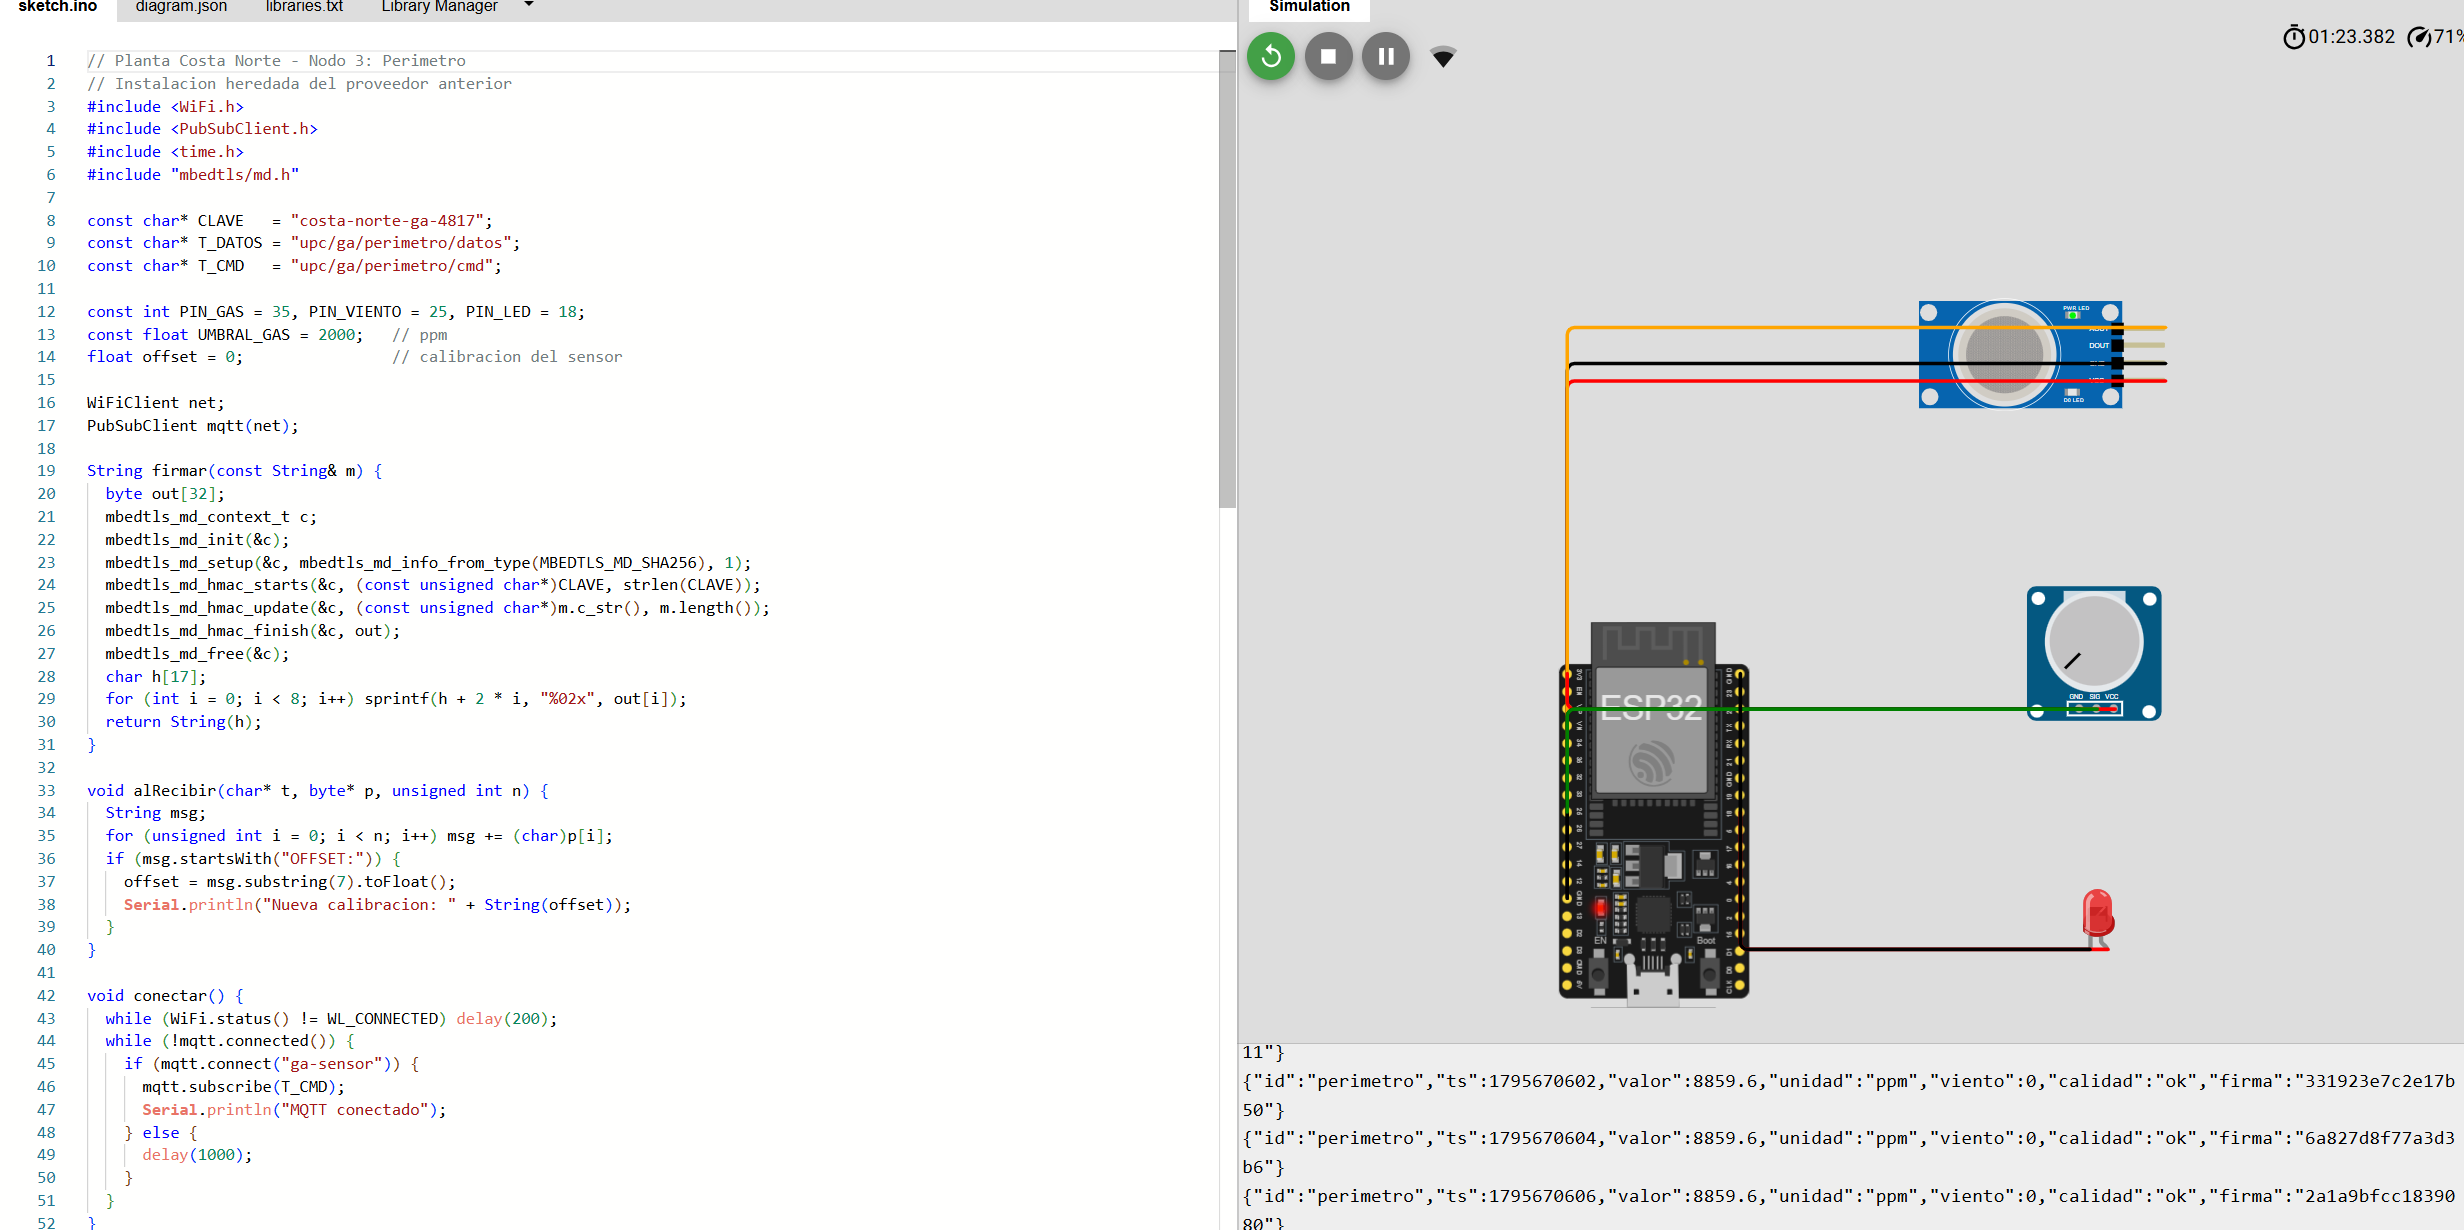 sketch.ino diagram.json libraries.txt Library Manager
Simulation
01:23.382 71%
1 // Planta Costa Norte - Nodo 3: Perimetro
2 // Instalacion heredada del proveedor anterior
3 #include <WiFi.h>
4 #include <PubSubClient.h>
5 #include <time.h>
6 #include "mbedtls/md.h"
7
8 const char* CLAVE   = "costa-norte-ga-4817";
9 const char* T_DATOS = "upc/ga/perimetro/datos";
10 const char* T_CMD   = "upc/ga/perimetro/cmd";
11
12 const int PIN_GAS = 35, PIN_VIENTO = 25, PIN_LED = 18;
13 const float UMBRAL_GAS = 2000;   // ppm
14 float offset = 0;                // calibracion del sensor
15
16 WiFiClient net;
17 PubSubClient mqtt(net);
18
19 String firmar(const String& m) {
20   byte out[32];
21   mbedtls_md_context_t c;
22   mbedtls_md_init(&c);
23   mbedtls_md_setup(&c, mbedtls_md_info_from_type(MBEDTLS_MD_SHA256), 1);
24   mbedtls_md_hmac_starts(&c, (const unsigned char*)CLAVE, strlen(CLAVE));
25   mbedtls_md_hmac_update(&c, (const unsigned char*)m.c_str(), m.length());
26   mbedtls_md_hmac_finish(&c, out);
27   mbedtls_md_free(&c);
28   char h[17];
29   for (int i = 0; i < 8; i++) sprintf(h + 2 * i, "%02x", out[i]);
30   return String(h);
31 }
32
33 void alRecibir(char* t, byte* p, unsigned int n) {
34   String msg;
35   for (unsigned int i = 0; i < n; i++) msg += (char)p[i];
36   if (msg.startsWith("OFFSET:")) {
37     offset = msg.substring(7).toFloat();
38     Serial.println("Nueva calibracion: " + String(offset));
39   }
40 }
41
42 void conectar() {
43   while (WiFi.status() != WL_CONNECTED) delay(200);
44   while (!mqtt.connected()) {
45     if (mqtt.connect("ga-sensor")) {
46       mqtt.subscribe(T_CMD);
47       Serial.println("MQTT conectado");
48     } else {
49       delay(1000);
50     }
51   }
52 }
PWR LED
DOUT
DO LED
ESP32
GND SIG VCC
EN Boot
11"}
{"id":"perimetro","ts":1795670602,"valor":8859.6,"unidad":"ppm","viento":0,"calidad":"ok","firma":"331923e7c2e17b
50"}
{"id":"perimetro","ts":1795670604,"valor":8859.6,"unidad":"ppm","viento":0,"calidad":"ok","firma":"6a827d8f77a3d3
b6"}
{"id":"perimetro","ts":1795670606,"valor":8859.6,"unidad":"ppm","viento":0,"calidad":"ok","firma":"2a1a9bfcc18390
80"}